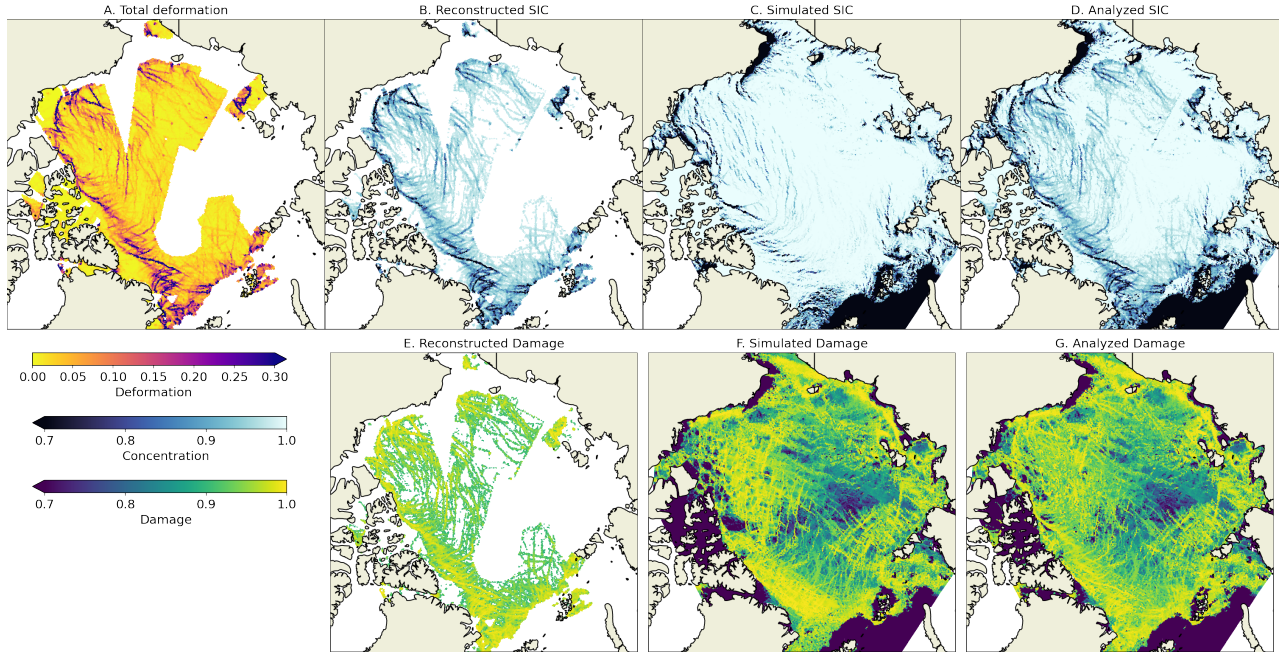 A. Total deformation
B. Reconstructed SIC
C. Simulated SIC
D. Analyzed SIC
0.00 0.05 0.10 0.15 0.20 0.25 0.30
Deformation
0.7 0.8 0.9 1.0
Concentration
0.7 0.8 0.9 1.0
Damage
E. Reconstructed Damage
F. Simulated Damage
G. Analyzed Damage